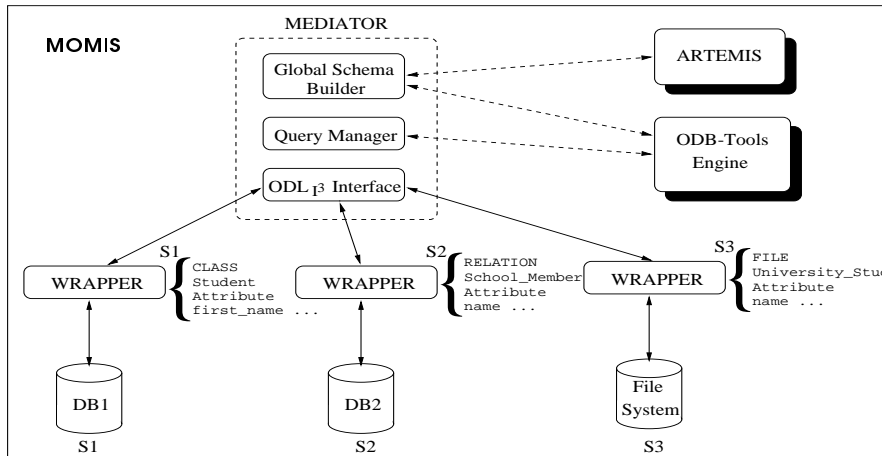 MOMIS
MEDIATOR
Global Schema
Builder
Query Manager
ODL I³ Interface
ARTEMIS
ODB-Tools
Engine
S1
WRAPPER
CLASS
Student
Attribute
first_name ...
S2
WRAPPER
RELATION
School_Member
Attribute
name ...
S3
WRAPPER
FILE
University_Stud
Attribute
name ...
DB1
S1
DB2
S2
File
System
S3